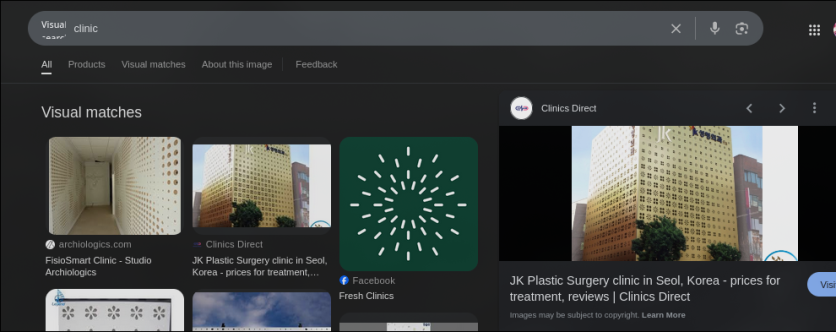 Visual
search
clinic
All
Products
Visual matches
About this image
Feedback
Visual matches
archiologics.com
FisioSmart Clinic - Studio
Archiologics
Clinics Direct
JK Plastic Surgery clinic in Seol,
Korea - prices for treatment,...
Facebook
Fresh Clinics
Clinics Direct
jk
JK Plastic Surgery clinic in Seol, Korea - prices for
treatment, reviews | Clinics Direct
Visi
Images may be subject to copyright. Learn More